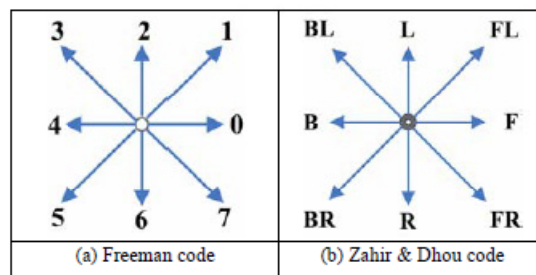 3 2 1 BL L FL
4 0 B F
5 6 7 BR R FR
(a) Freeman code (b) Zahir & Dhou code